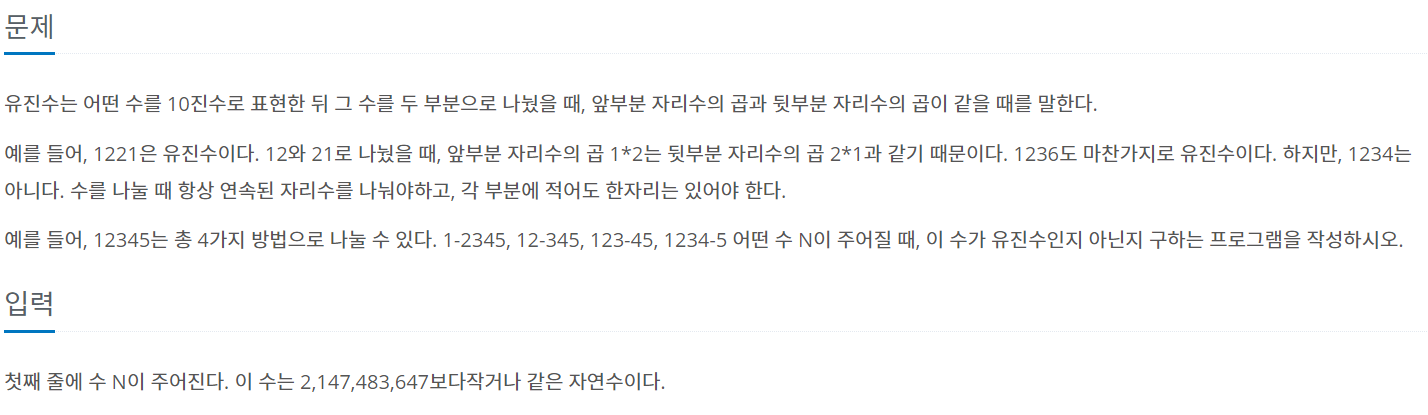 문제
유진수는 어떤 수를 10진수로 표현한 뒤 그 수를 두 부분으로 나눴을 때, 앞부분 자리수의 곱과 뒷부분 자리수의 곱이 같을 때를 말한다.
예를 들어, 1221은 유진수이다. 12와 21로 나눴을 때, 앞부분 자리수의 곱 1*2는 뒷부분 자리수의 곱 2*1과 같기 때문이다. 1236도 마찬가지로 유진수이다. 하지만, 1234는
아니다. 수를 나눌 때 항상 연속된 자리수를 나눠야하고, 각 부분에 적어도 한자리는 있어야 한다.
예를 들어, 12345는 총 4가지 방법으로 나눌 수 있다. 1-2345, 12-345, 123-45, 1234-5 어떤 수 N이 주어질 때, 이 수가 유진수인지 아닌지 구하는 프로그램을 작성하시오.
입력
첫째 줄에 수 N이 주어진다. 이 수는 2,147,483,647보다작거나 같은 자연수이다.